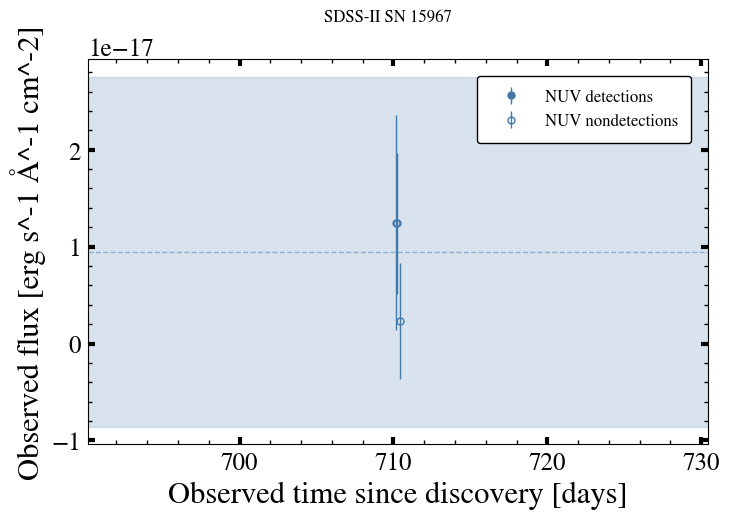 SDSS-II SN 15967
1e−17
NUV detections
NUV nondetections
2
1
0
−1
700
710
720
730
Observed time since discovery [days]
Observed flux [erg s^-1 Å^-1 cm^-2]